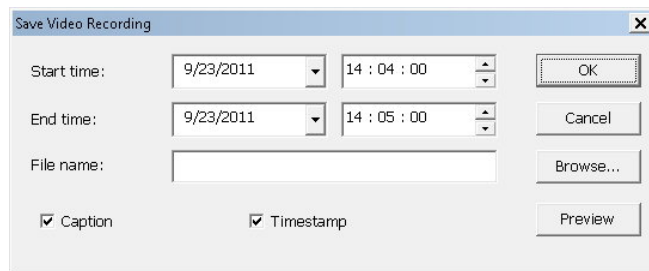 Save Video Recording
Start time: 9/23/2011 14 : 04 : 00 OK
End time: 9/23/2011 14 : 05 : 00 Cancel
File name: Browse...
Caption Timestamp Preview